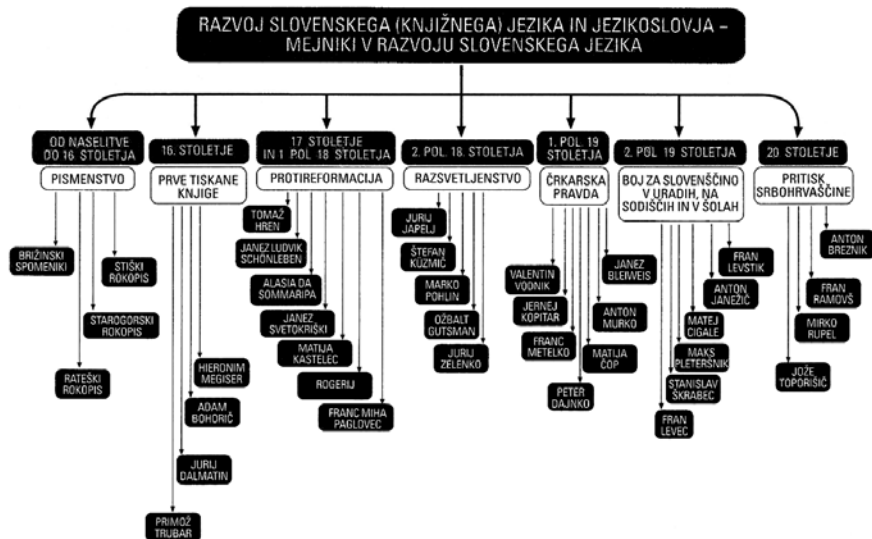 RAZVOJ SLOVENSKEGA (KNJIŽNEGA) JEZIKA IN JEZIKOSLOVJA –
MEJNIKI V RAZVOJU SLOVENSKEGA JEZIKA
OD NASELITVE
DO 16 STOLETJA
PISMENSTVO
BRIŽINSKI
SPOMENIKI
STIŠKI
ROKOPIS
STAROGORSKI
ROKOPIS
RATEŠKI
ROKOPIS
16. STOLETJE
PRVE TISKANE
KNJIGE
HIERONIM
MEGISER
ADAM
BOHORIČ
JURIJ
DALMATIN
PRIMOŽ
TRUBAR
17 STOLETJE
IN 1 POL 18 STOLETJA
PROTIREFORMACIJA
TOMAŽ
HREN
JANEZ LUDVIK
SCHÖNLEBEN
ALASIA DA
SOMMARIPA
JANEZ
SVETOKRIŠKI
MATIJA
KASTELEC
ROGERIJ
FRANC MIHA
PAGLOVEC
2. POL. 18. STOLETJA
RAZSVETLJENSTVO
JURIJ
JAPELJ
ŠTEFAN
KÜZMIČ
MARKO
POHLIN
OŽBALT
GUTSMAN
JURIJ
ZELENKO
1. POL. 19
STOLETJA
ČRKARSKA
PRAVDA
VALENTIN
VODNIK
JERNEJ
KOPITAR
FRANC
METELKO
PETER
DAJNKO
JANEZ
BLEIWEIS
ANTON
MURKO
MATIJA
ČOP
2. POL 19 STOLETJA
BOJ ZA SLOVENŠČINO
V URADIH, NA
SODIŠČIH IN V ŠOLAH
FRAN
LEVSTIK
ANTON
JANEŽIČ
MATEJ
CIGALE
MAKS
PLETERŠNIK
STANISLAV
ŠKRABEC
FRAN
LEVEC
20. STOLETJE
PRITISK
SRBOHRVAŠČINE
ANTON
BREZNIK
FRAN
RAMOVŠ
MIRKO
RUPEL
JOŽE
TOPORIŠIČ